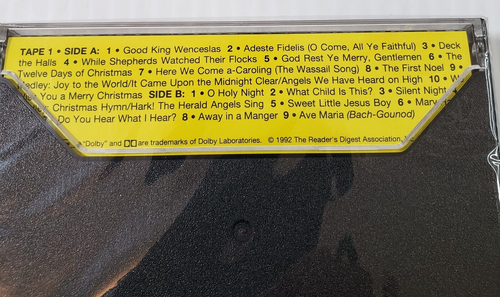 TAPE 1 • SIDE A: 1 • Good King Wenceslas 2 • Adeste Fidelis (O Come, All Ye Faithful) 3 • Deck
the Halls 4 • While Shepherds Watched Their Flocks 5 • God Rest Ye Merry, Gentlemen 6 • The
Twelve Days of Christmas 7 • Here We Come a-Caroling (The Wassail Song) 8 • The First Noel 9 •
edley: Joy to the World/It Came Upon the Midnight Clear/Angels We Have Heard on High 10 • W
You a Merry Christmas SIDE B: 1 • O Holy Night 2 • What Child Is This? 3 • Silent Night
Christmas Hymn/Hark! The Herald Angels Sing 5 • Sweet Little Jesus Boy 6 • Mary
Do You Hear What I Hear? 8 • Away in a Manger 9 • Ave Maria (Bach-Gounod)
"Dolby" and are trademarks of Dolby Laboratories. © 1992 The Reader's Digest Association,